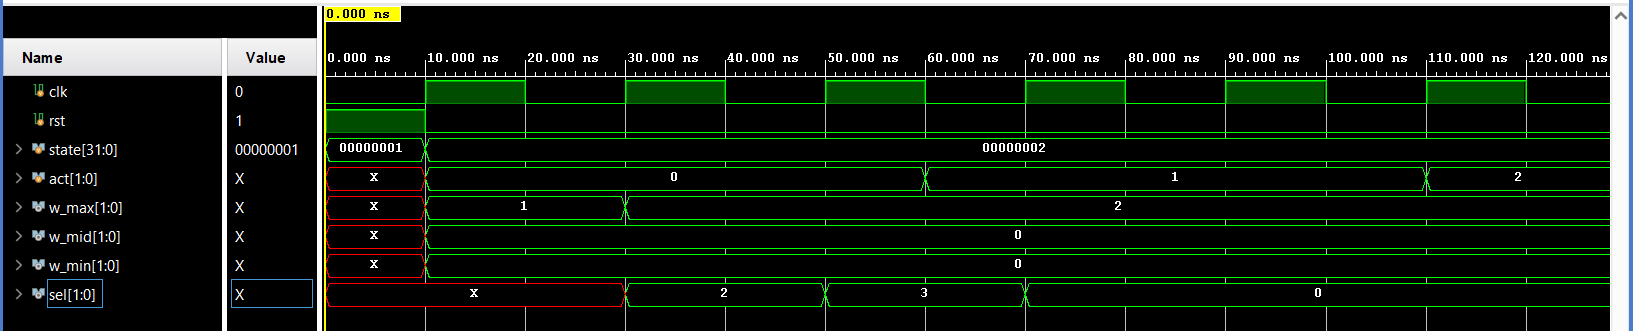 0.000 ns
Name Value
0.000 ns 10.000 ns 20.000 ns 30.000 ns 40.000 ns 50.000 ns 60.000 ns 70.000 ns 80.000 ns 90.000 ns 100.000 ns 110.000 ns 120.000 ns
clk 0
rst 1
state[31:0] 00000001 00000001 00000002
act[1:0] X X 0 1 2
w_max[1:0] X X 1 2
w_mid[1:0] X X 0
w_min[1:0] X X 0
sel[1:0] X X 2 3 0